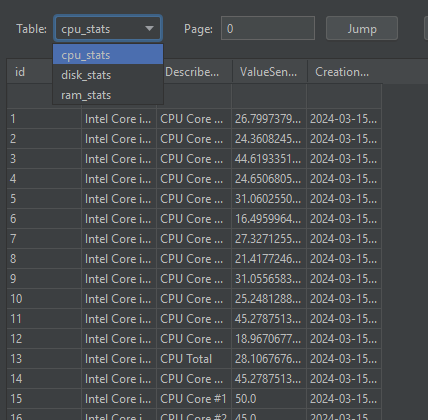 Table: cpu_stats Page: 0 Jump
cpu_stats
disk_stats
ram_stats
id Describe... ValueSen... Creation...
1 Intel Core i... CPU Core ... 26.7997379... 2024-03-15...
2 Intel Core i... CPU Core ... 24.3608245... 2024-03-15...
3 Intel Core i... CPU Core ... 44.6193351... 2024-03-15...
4 Intel Core i... CPU Core ... 24.6506805... 2024-03-15...
5 Intel Core i... CPU Core ... 31.0602550... 2024-03-15...
6 Intel Core i... CPU Core ... 16.4959964... 2024-03-15...
7 Intel Core i... CPU Core ... 27.3271255... 2024-03-15...
8 Intel Core i... CPU Core ... 21.4177246... 2024-03-15...
9 Intel Core i... CPU Core ... 31.0556583... 2024-03-15...
10 Intel Core i... CPU Core ... 25.2481288... 2024-03-15...
11 Intel Core i... CPU Core ... 45.2787513... 2024-03-15...
12 Intel Core i... CPU Core ... 18.9670677... 2024-03-15...
13 Intel Core i... CPU Total 28.1067676... 2024-03-15...
14 Intel Core i... CPU Core ... 45.2787513... 2024-03-15...
15 Intel Core i... CPU Core #1 50.0 2024-03-15...
16 Intel Core i... CPU Core #2 45.0 2024-03-15...